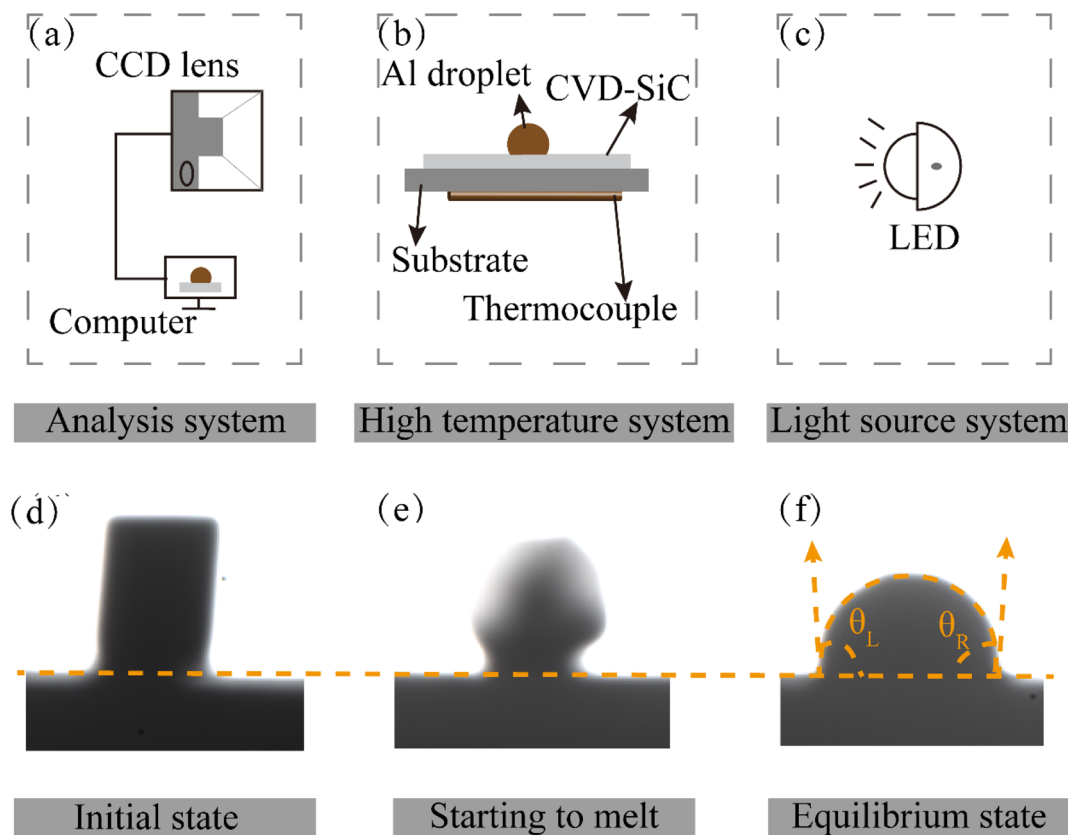 (a)
CCD lens
Computer
Analysis system
(b)
Al droplet
CVD-SiC
Substrate
Thermocouple
High temperature system
(c)
LED
Light source system
(d)
Initial state
(e)
Starting to melt
(f)
θL
θR
Equilibrium state